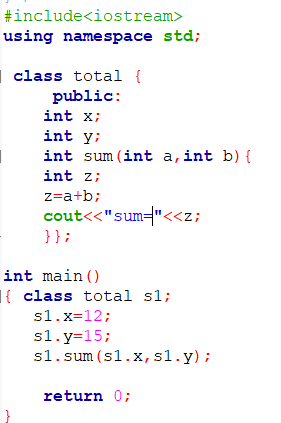 #include<iostream>
using namespace std;
class total {
public:
int x;
int y;
int sum(int a,int b){
int z;
z=a+b;
cout<<"sum="<<z;
}};
int main()
{ class total s1;
s1.x=12;
s1.y=15;
s1.sum(s1.x,s1.y);
return 0;
}